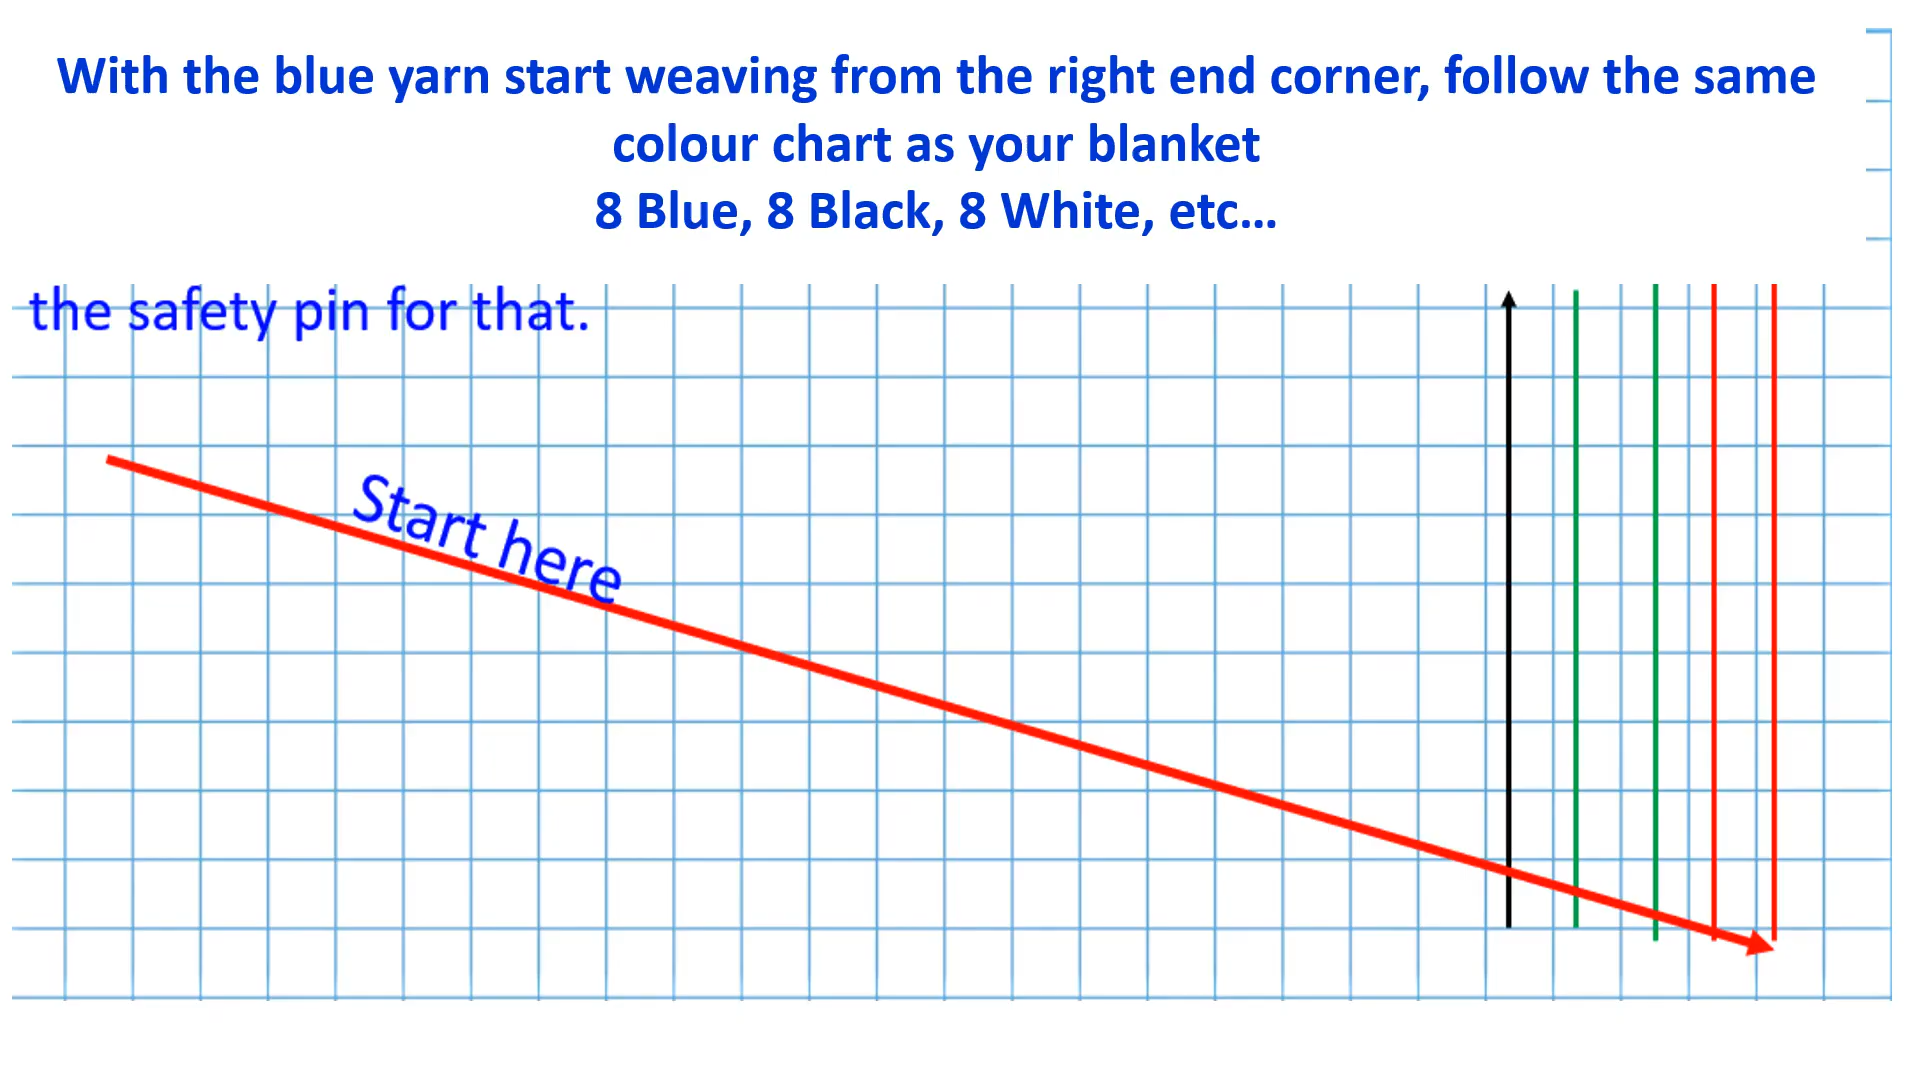 With the blue yarn start weaving from the right end corner, follow the same
colour chart as your blanket
8 Blue, 8 Black, 8 White, etc…
the safety pin for that.
Start here